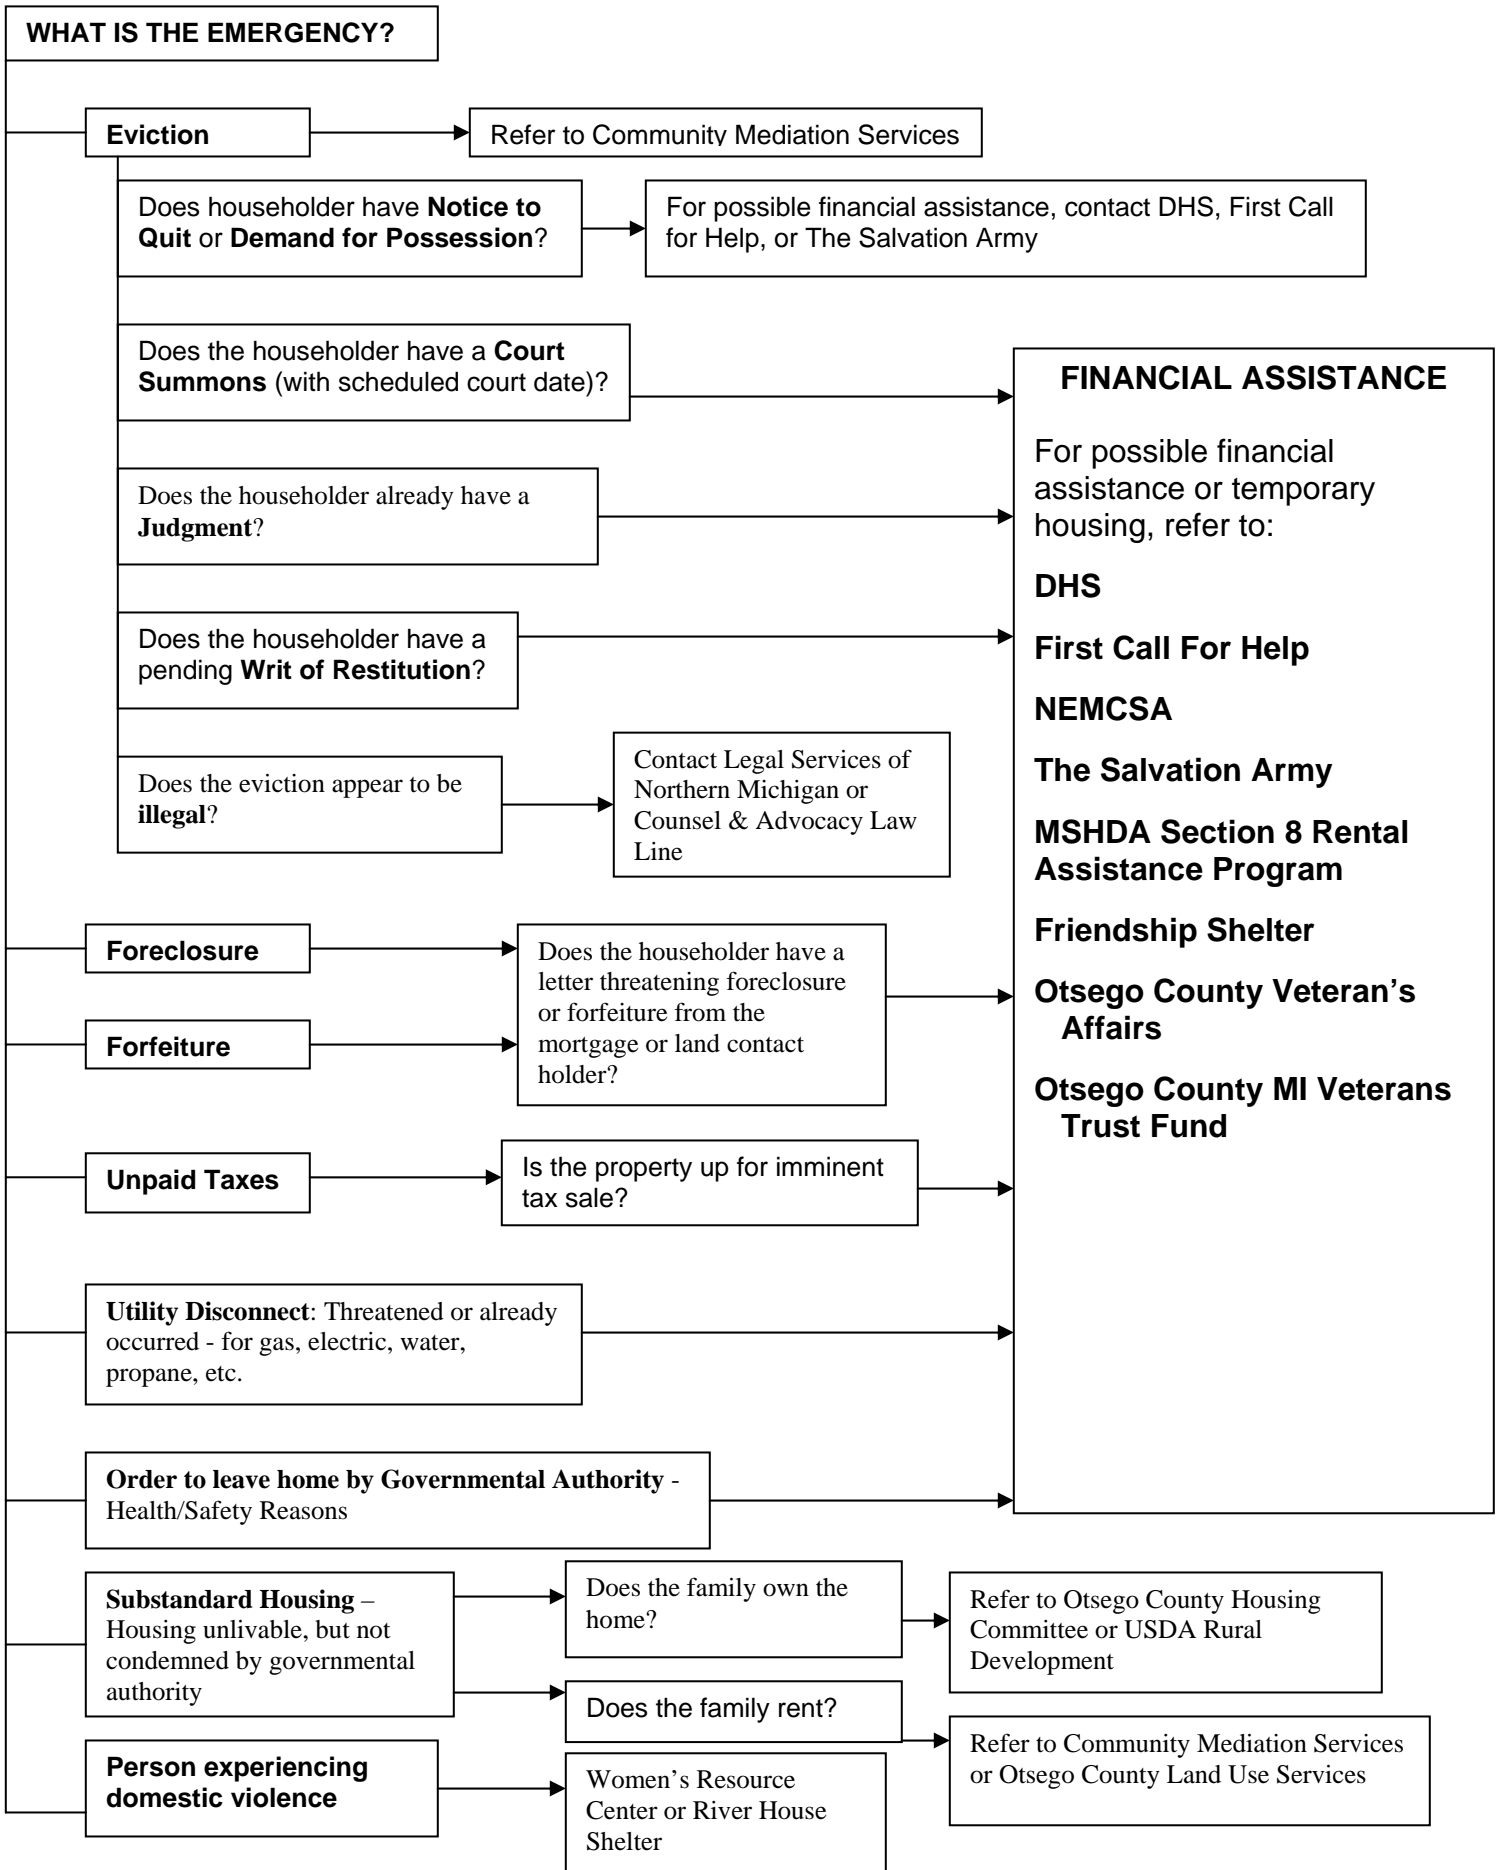 WHAT IS THE EMERGENCY?
Eviction
Refer to Community Mediation Services
Does householder have Notice to
Quit or Demand for Possession?
For possible financial assistance, contact DHS, First Call
for Help, or The Salvation Army
Does the householder have a Court
Summons (with scheduled court date)?
Does the householder already have a
Judgment?
Does the householder have a
pending Writ of Restitution?
Does the eviction appear to be
illegal?
Contact Legal Services of
Northern Michigan or
Counsel & Advocacy Law
Line
FINANCIAL ASSISTANCE
For possible financial
assistance or temporary
housing, refer to:
DHS
First Call For Help
NEMCSA
The Salvation Army
MSHDA Section 8 Rental
Assistance Program
Friendship Shelter
Otsego County Veteran’s
Affairs
Otsego County MI Veterans
Trust Fund
Foreclosure
Forfeiture
Does the householder have a
letter threatening foreclosure
or forfeiture from the
mortgage or land contact
holder?
Unpaid Taxes
Is the property up for imminent
tax sale?
Utility Disconnect: Threatened or already
occurred - for gas, electric, water,
propane, etc.
Order to leave home by Governmental Authority -
Health/Safety Reasons
Substandard Housing –
Housing unlivable, but not
condemned by governmental
authority
Does the family own the
home?
Refer to Otsego County Housing
Committee or USDA Rural
Development
Does the family rent?
Refer to Community Mediation Services
or Otsego County Land Use Services
Person experiencing
domestic violence
Women’s Resource
Center or River House
Shelter